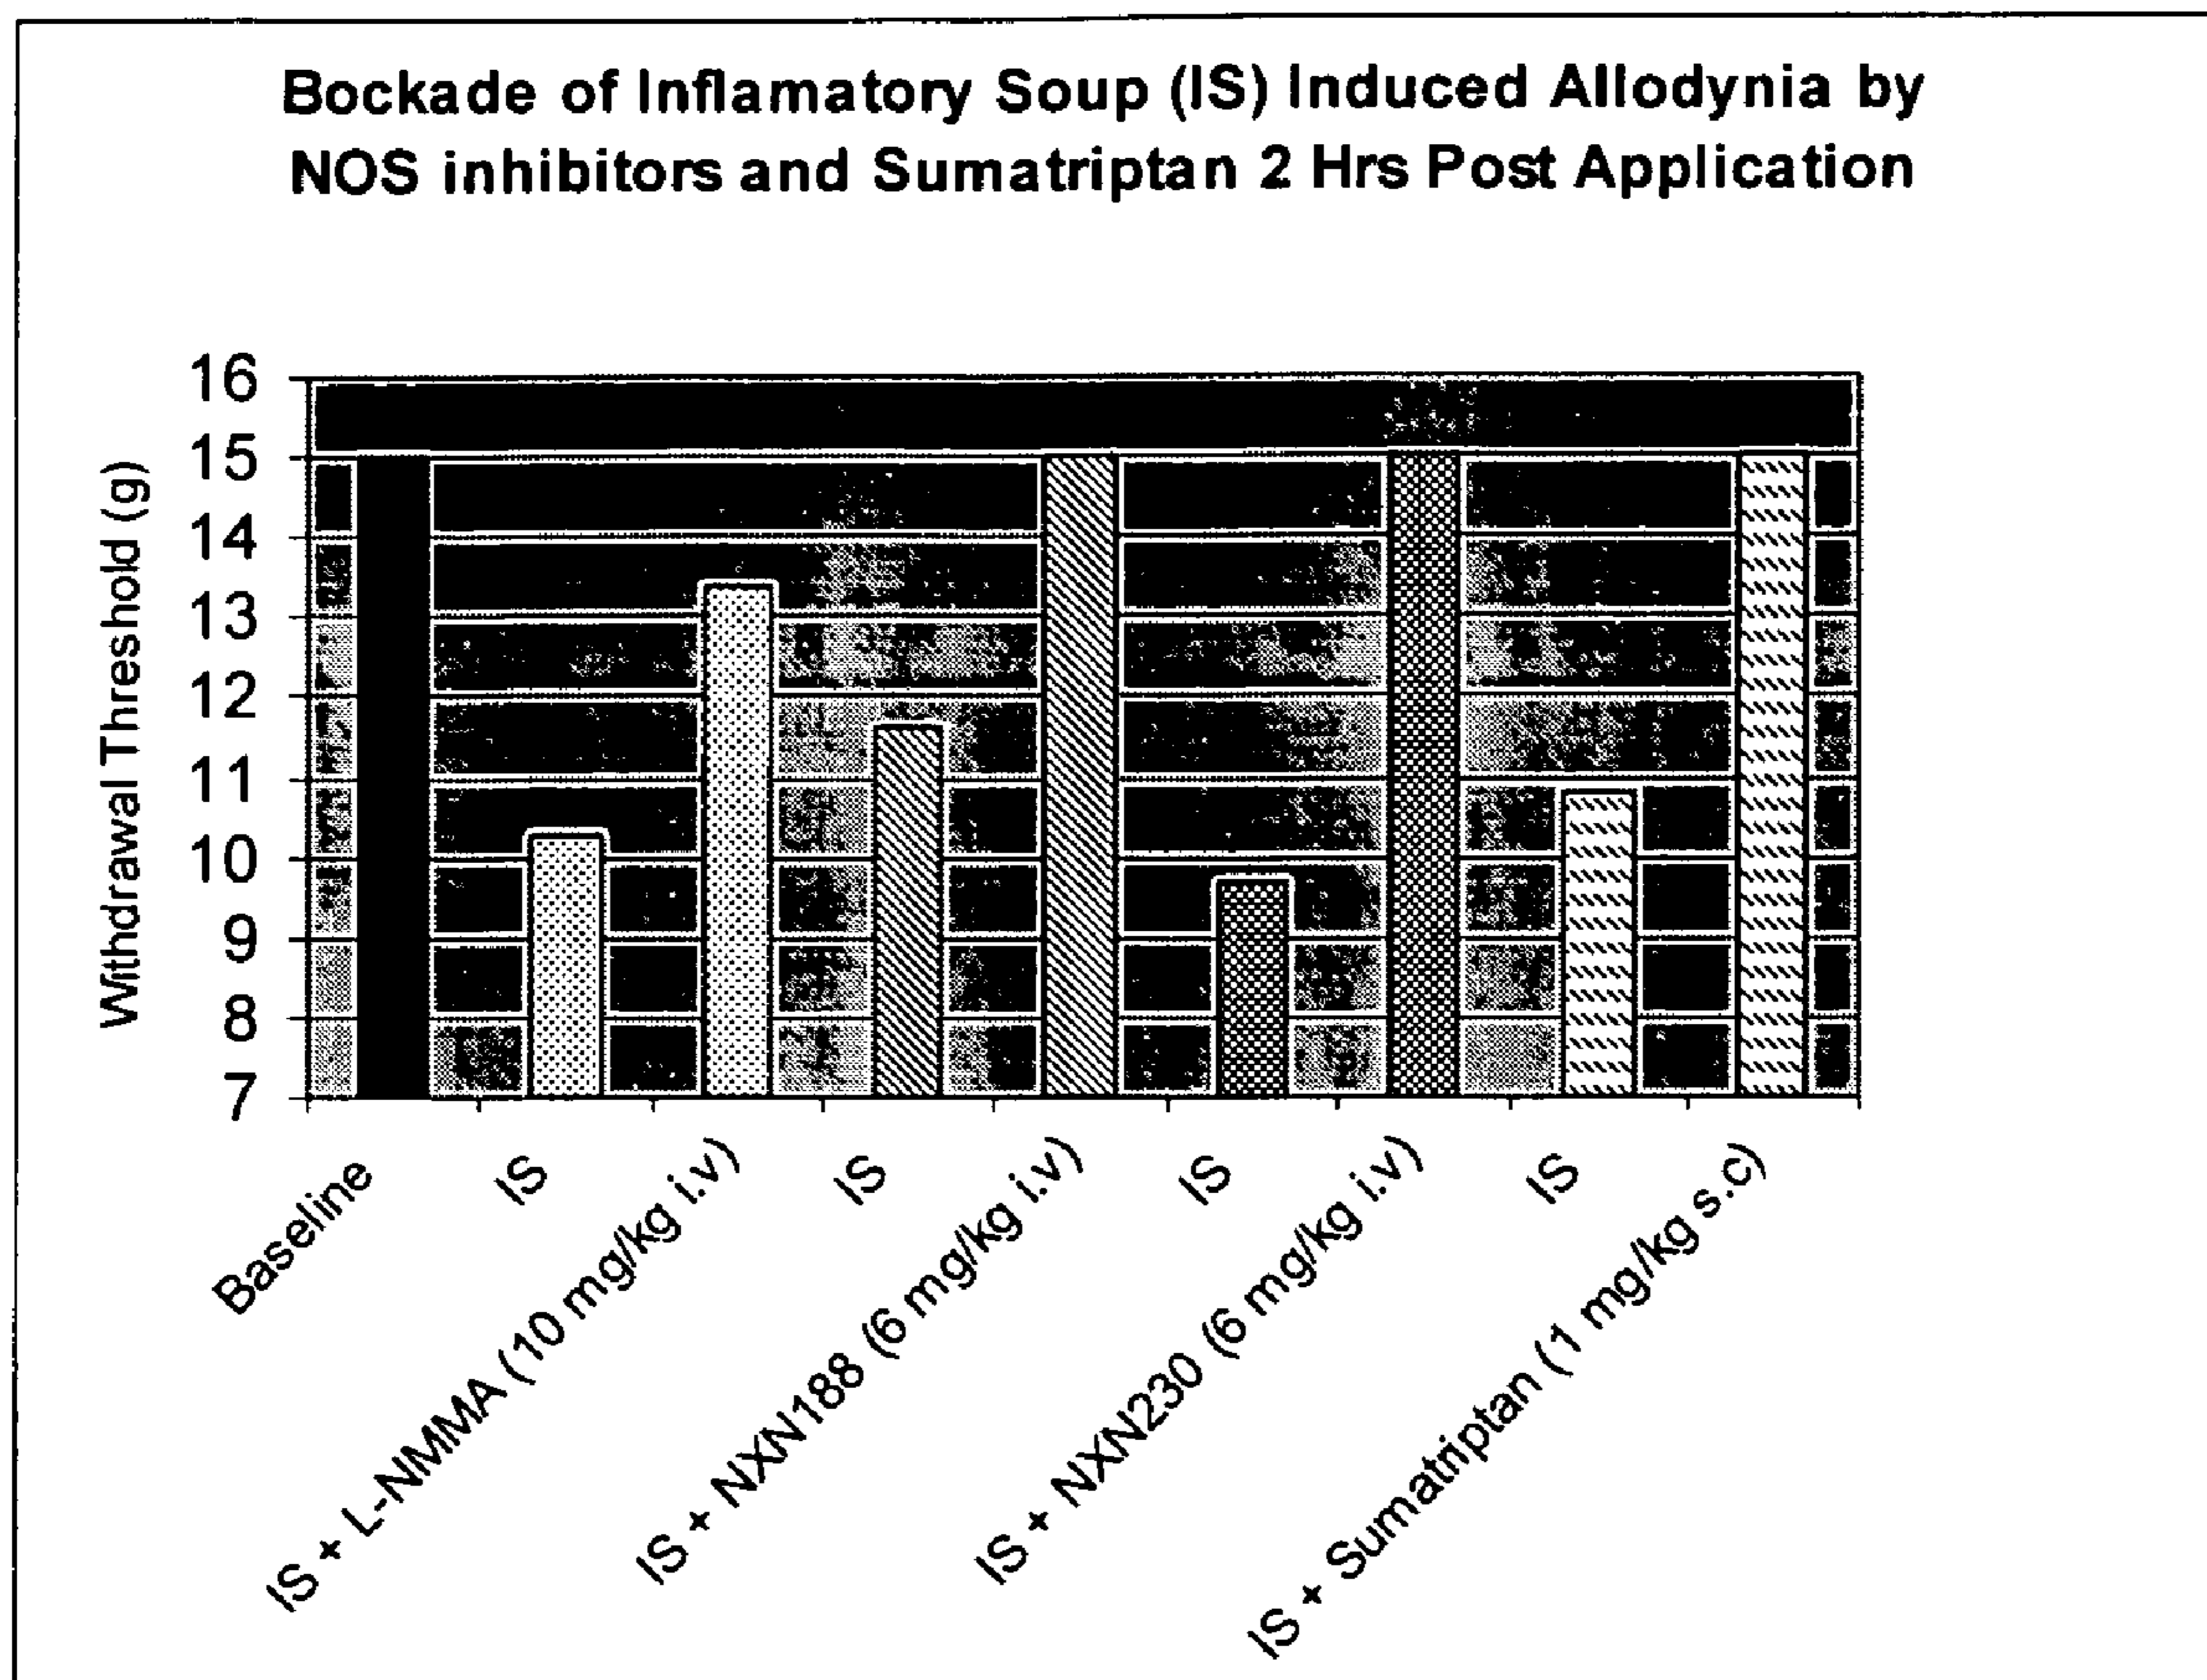 Bockade of Inflamatory Soup (IS) Induced Allodynia by
NOS inhibitors and Sumatriptan 2 Hrs Post Application
Withdrawal Threshold (g)
16
15
14
13
12
11
10
9
8
7
Baseline
IS
IS + L-NMMA (10 mg/kg i.v)
IS
IS + NXN188 (6 mg/kg i.v)
IS
IS + NXN230 (6 mg/kg i.v)
IS
IS + Sumatriptan (1 mg/kg s.c)